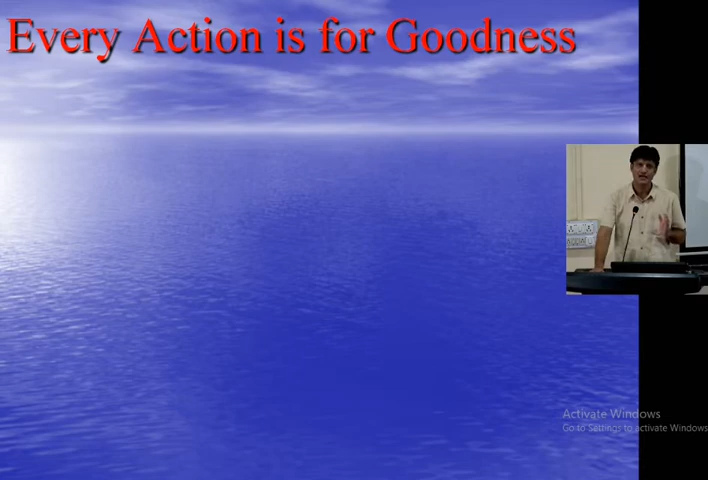 Every Action is for Goodness
Activate Windows
Go to Settings to activate Windows